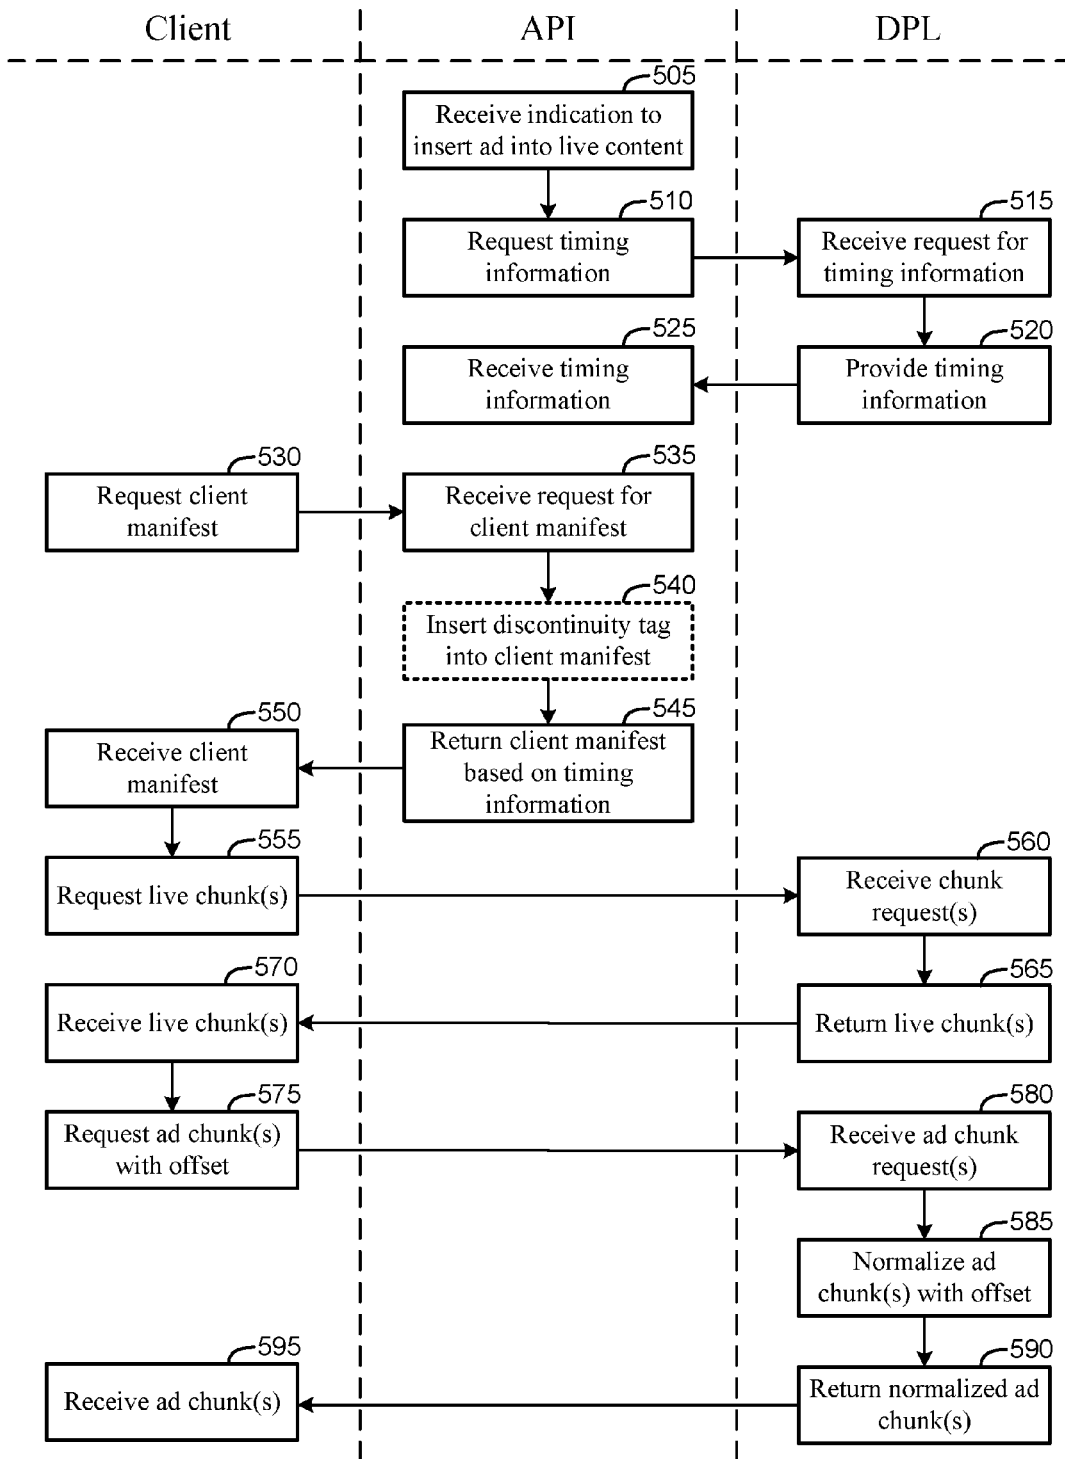 Client
API
DPL
505
Receive indication to
insert ad into live content
510
Request timing
information
515
Receive request for
timing information
525
Receive timing
information
520
Provide timing
information
530
Request client
manifest
535
Receive request for
client manifest
540
Insert discontinuity tag
into client manifest
550
Receive client
manifest
545
Return client manifest
based on timing
information
555
Request live chunk(s)
560
Receive chunk
request(s)
570
Receive live chunk(s)
565
Return live chunk(s)
575
Request ad chunk(s)
with offset
580
Receive ad chunk
request(s)
585
Normalize ad
chunk(s) with offset
595
Receive ad chunk(s)
590
Return normalized ad
chunk(s)